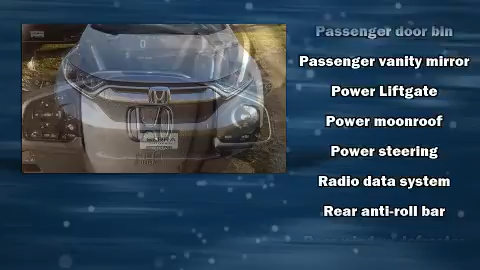 Passenger door bin
Passenger vanity mirror
Power Liftgate
Power moonroof
Power steering
Radio data system
Rear anti-roll bar